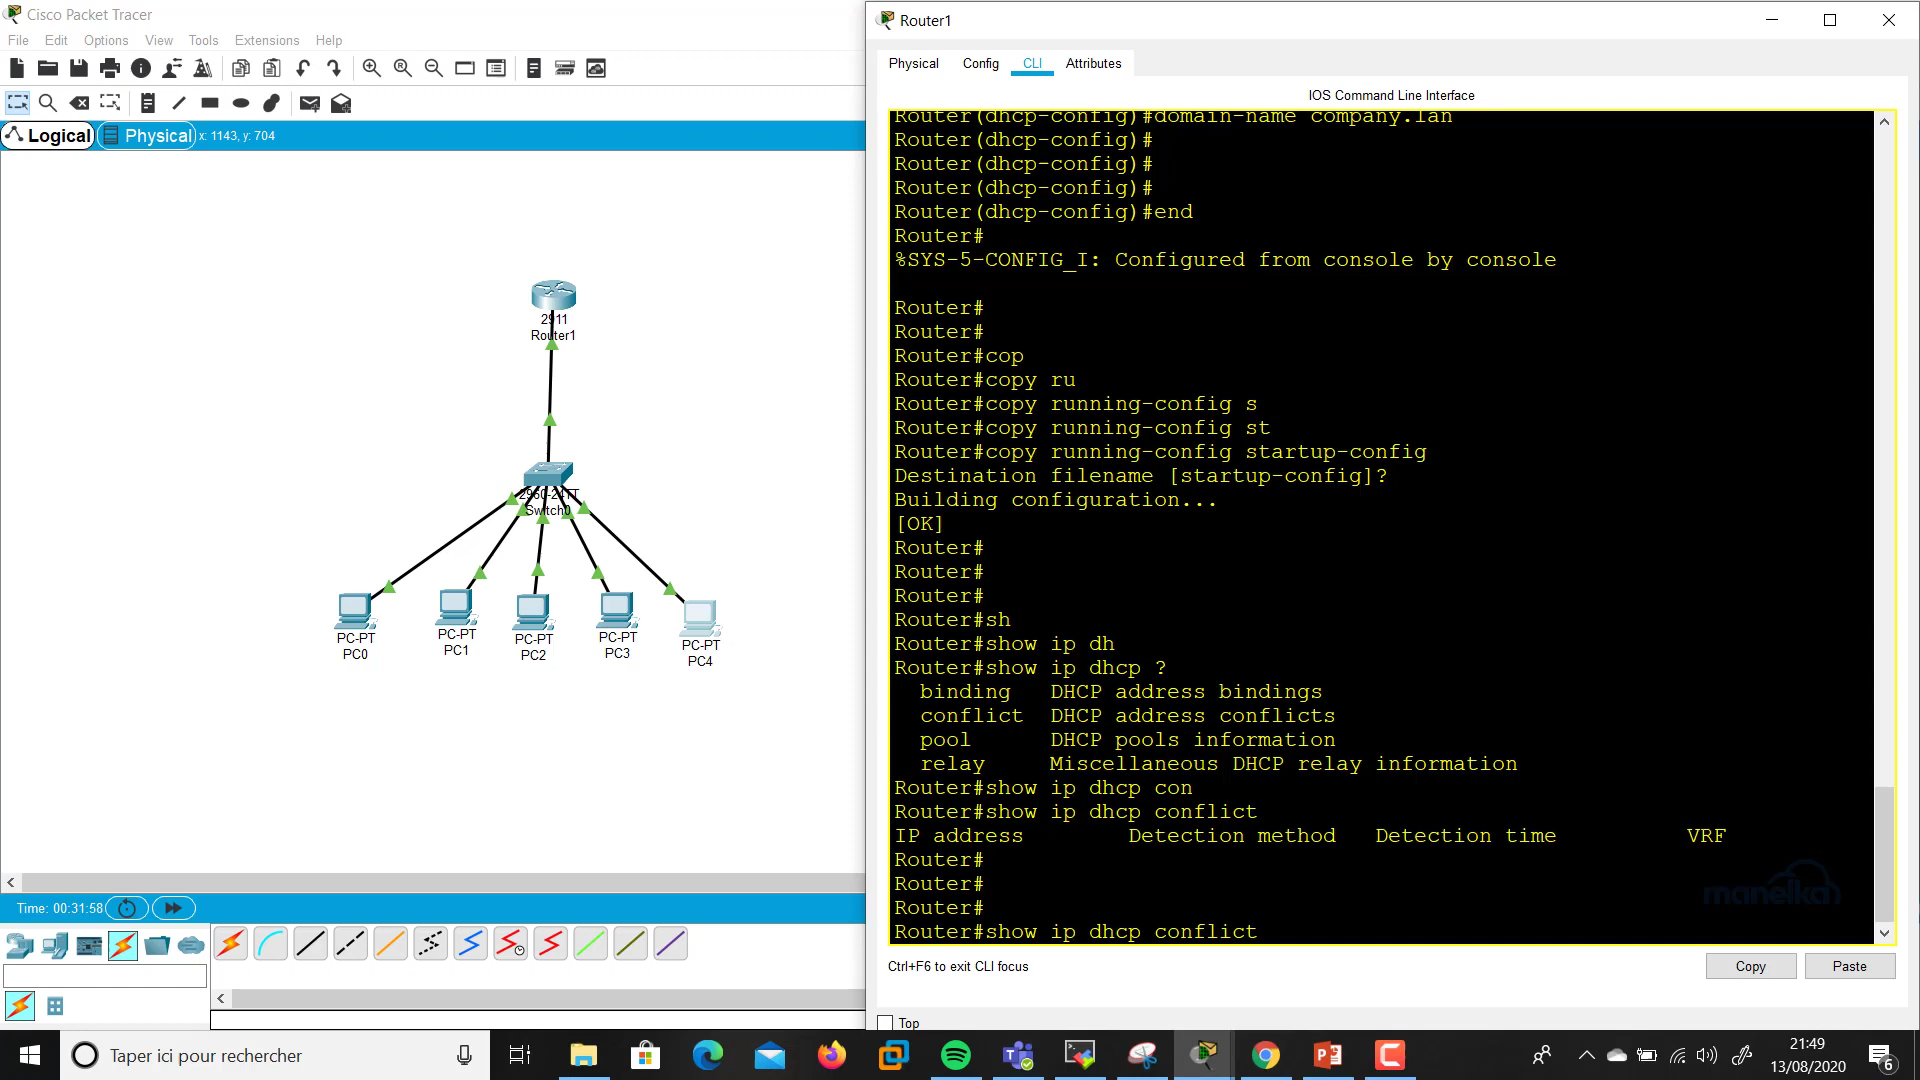 Cisco Packet Tracer
File Edit Options View Tools Extensions Help
Logical Physical x: 1143, y: 704
2911
Router1
2960-24TT
Switch0
PC-PT
PC0
PC-PT
PC1
PC-PT
PC2
PC-PT
PC3
PC-PT
PC4
Time: 00:31:58
Router1
Physical Config CLI Attributes
IOS Command Line Interface
Router(dhcp-config)#domain-name company.lan
Router(dhcp-config)#
Router(dhcp-config)#
Router(dhcp-config)#
Router(dhcp-config)#end
Router#
%SYS-5-CONFIG_I: Configured from console by console
Router#
Router#
Router#cop
Router#copy ru
Router#copy running-config s
Router#copy running-config st
Router#copy running-config startup-config
Destination filename [startup-config]?
Building configuration...
[OK]
Router#
Router#
Router#
Router#sh
Router#show ip dh
Router#show ip dhcp ?
binding DHCP address bindings
conflict DHCP address conflicts
pool DHCP pools information
relay Miscellaneous DHCP relay information
Router#show ip dhcp con
Router#show ip dhcp conflict
IP address Detection method Detection time VRF
Router#
Router#
Router#
Router#show ip dhcp conflict
manelka
Ctrl+F6 to exit CLI focus
Copy Paste
Top
Taper ici pour rechercher
21:49
13/08/2020
6